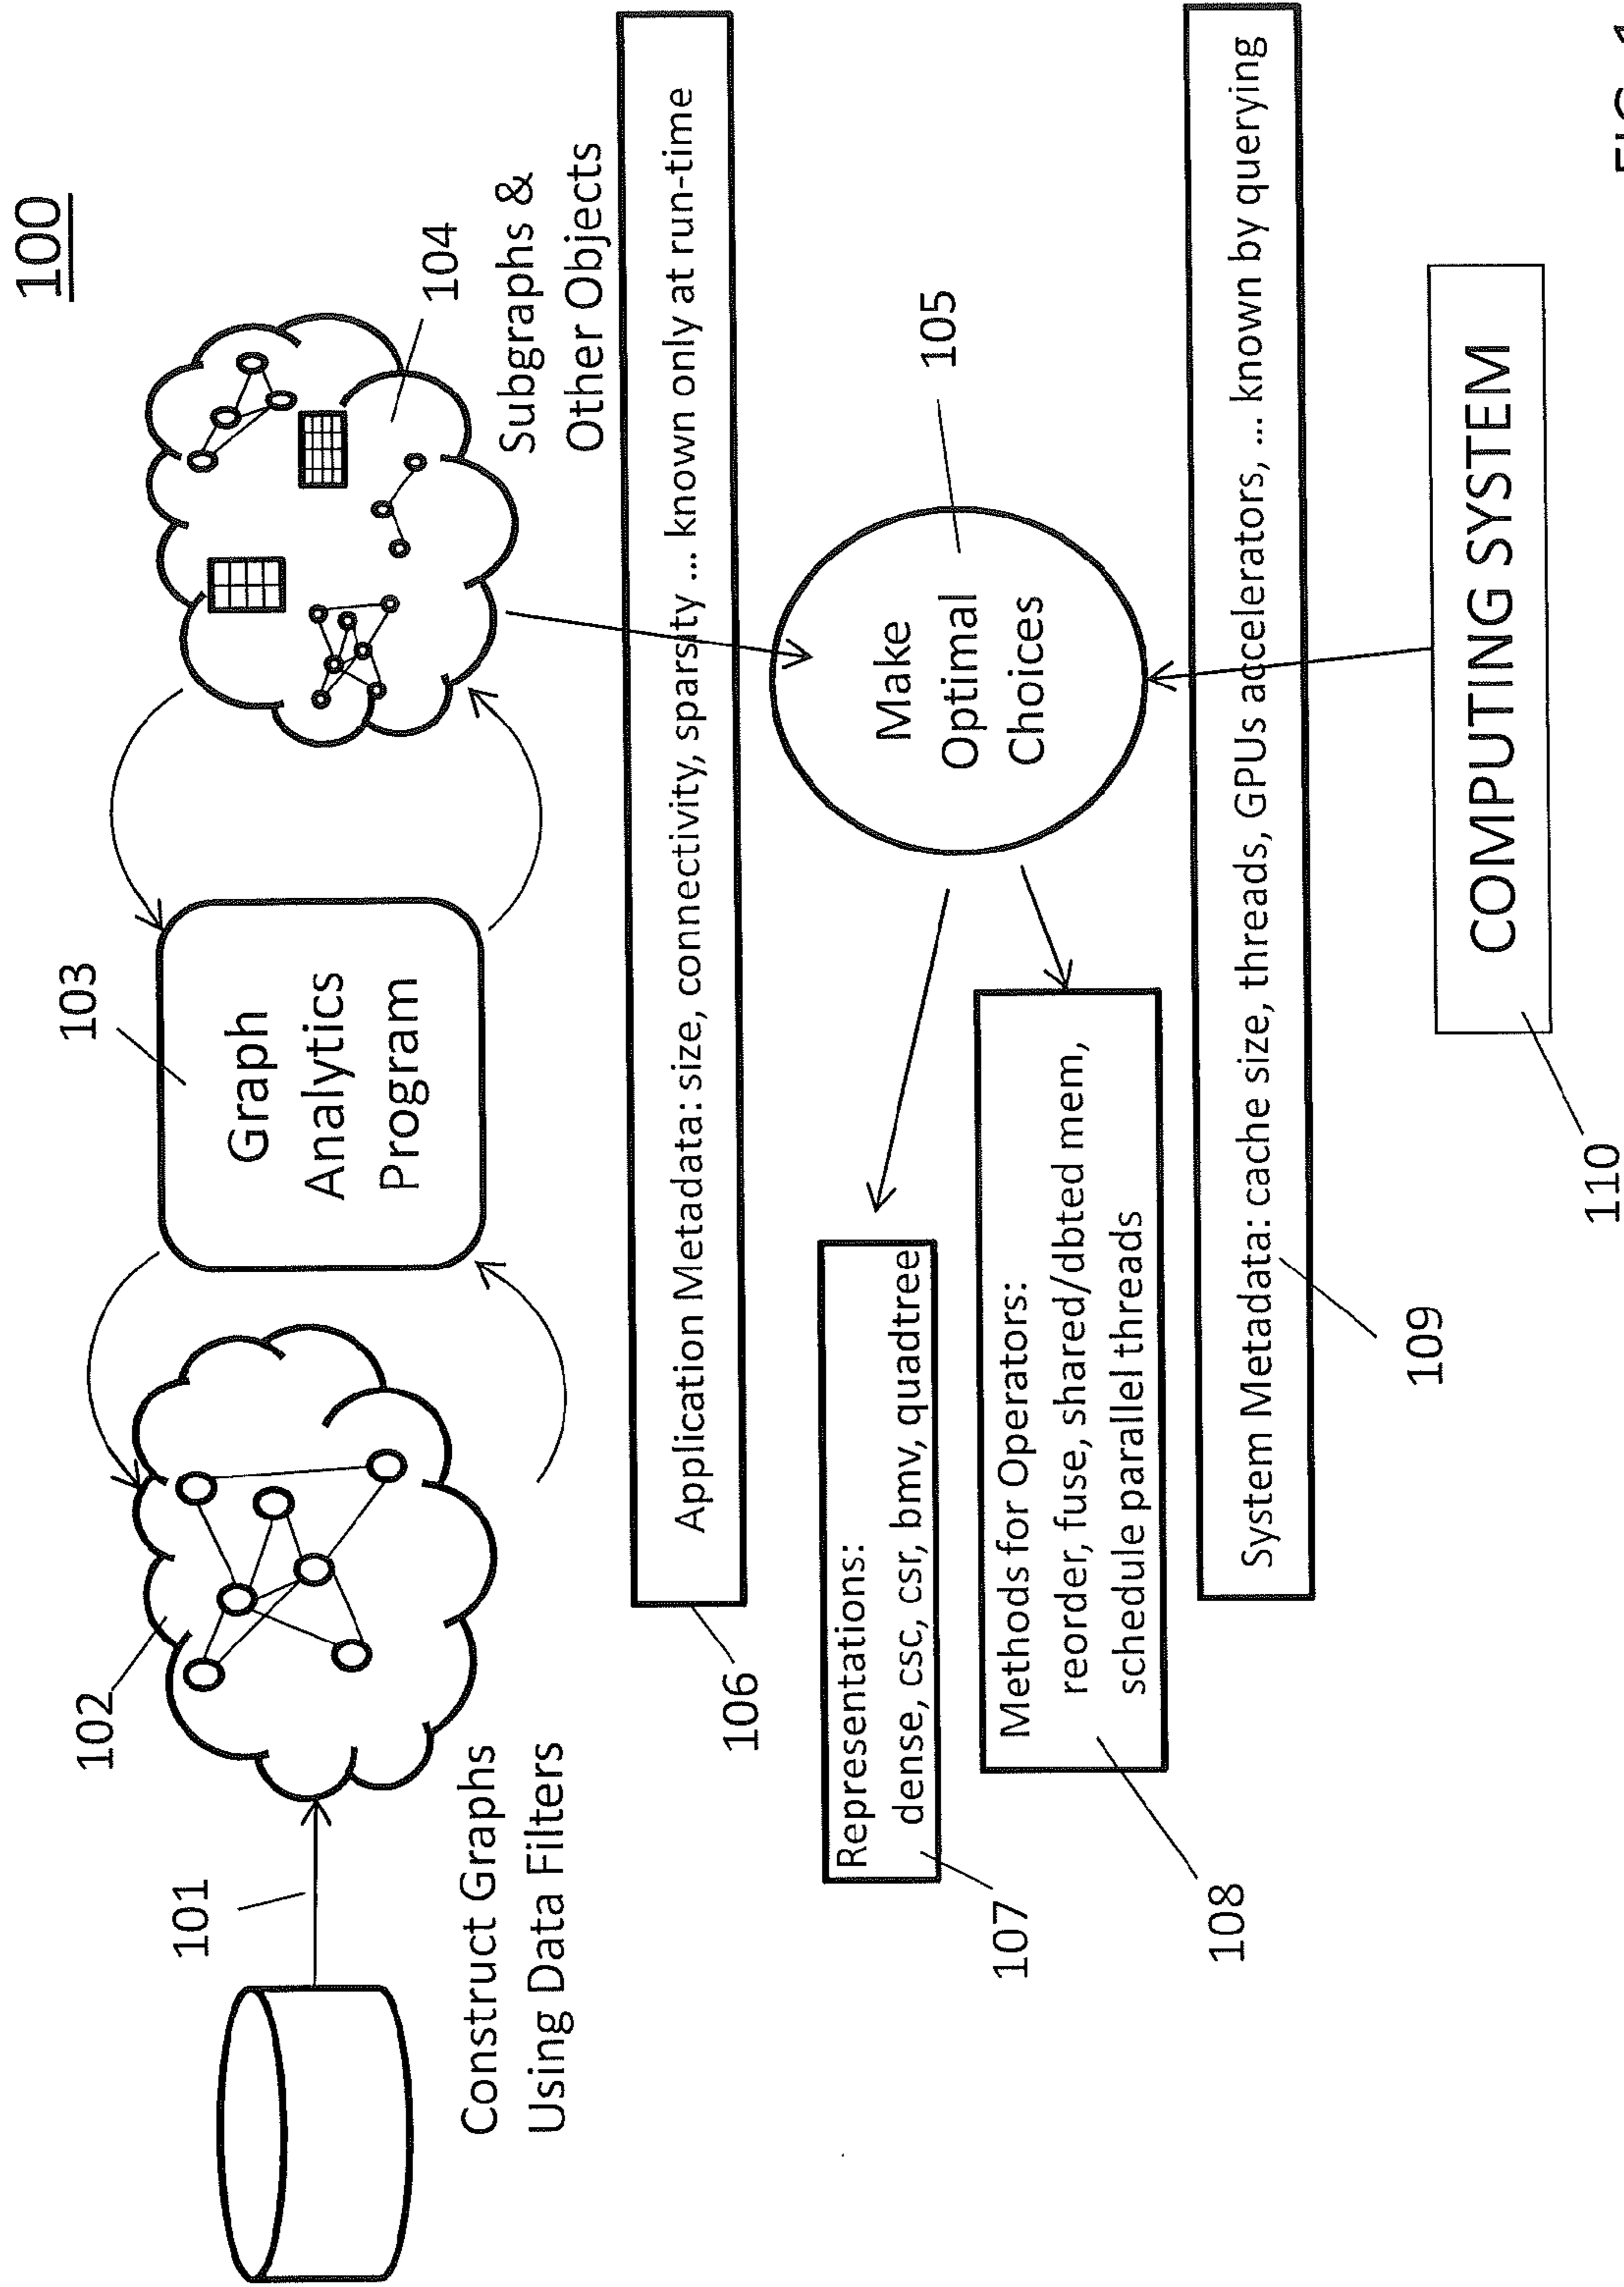 100
103
102
101
104
Graph
Analytics
Program
Construct Graphs
Using Data Filters
Subgraphs &
Other Objects
Application Metadata: size, connectivity, sparsity ... known only at run-time
106
105
Make
Optimal
Choices
Representations:
dense, csc, csr, bmv, quadtree
107
Methods for Operators:
reorder, fuse, shared/dbted mem,
schedule parallel threads
108
System Metadata: cache size, threads, GPUs accelerators, ... known by querying
109
COMPUTING SYSTEM
110